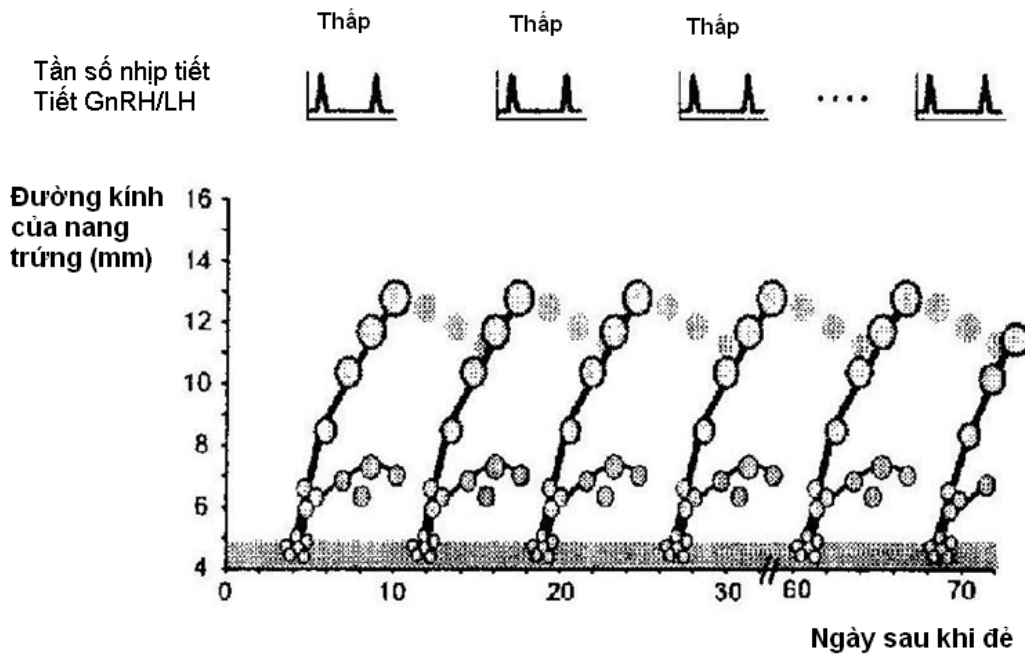 Thấp Thấp Thấp
Tần số nhịp tiết
Tiết GnRH/LH
Đường kính
của nang
trứng (mm)
16
14
12
10
8
6
4
0 10 20 30 60 70
Ngày sau khi đẻ